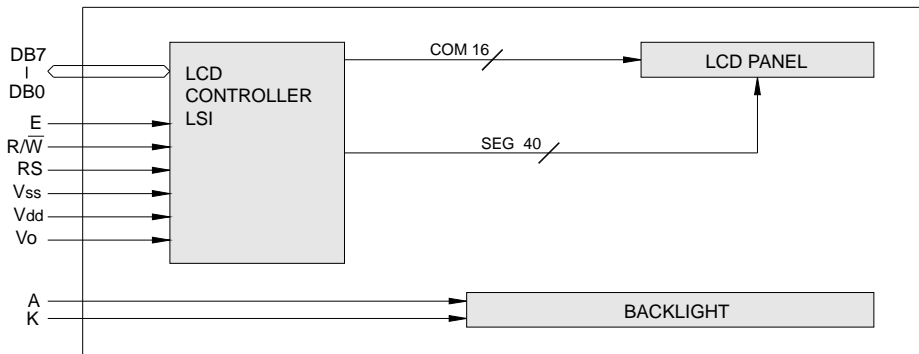 DB7
I
DB0
E
R/W̅
RS
Vss
Vdd
Vo
A
K
LCD
CONTROLLER
LSI
COM 16
SEG 40
LCD PANEL
BACKLIGHT